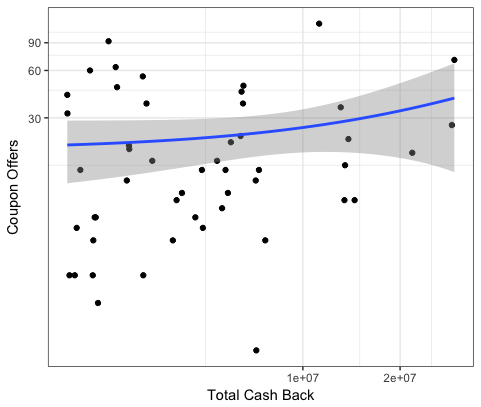 90
60
30
Coupon Offers
1e+07
2e+07
Total Cash Back